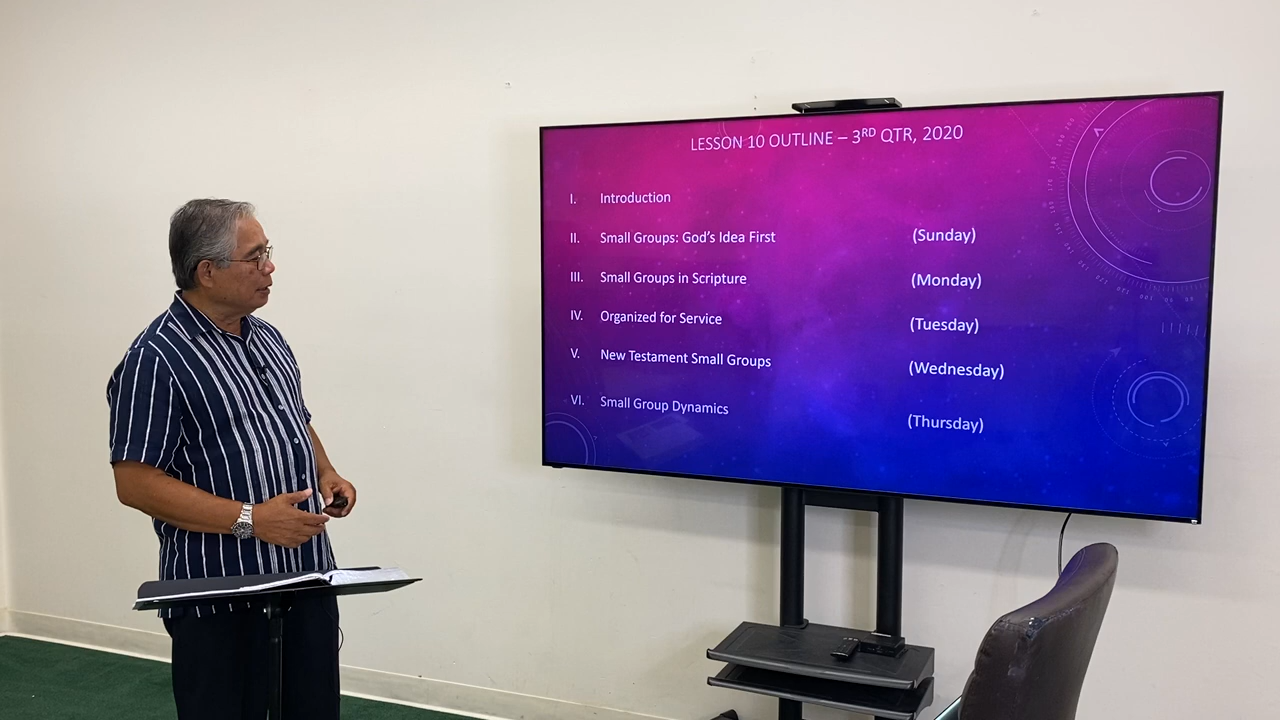 LESSON 10 OUTLINE – 3RD QTR, 2020
I. Introduction
II. Small Groups: God's Idea First (Sunday)
III. Small Groups in Scripture (Monday)
IV. Organized for Service (Tuesday)
V. New Testament Small Groups (Wednesday)
VI. Small Group Dynamics (Thursday)